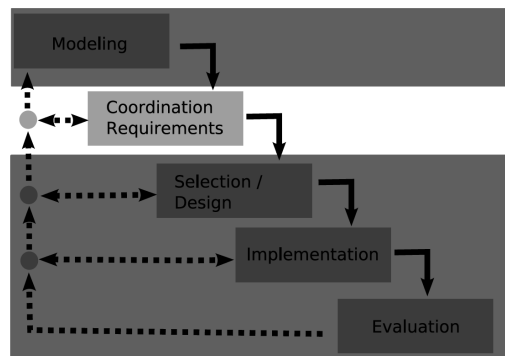 Modeling
Coordination
Requirements
Selection /
Design
Implementation
Evaluation